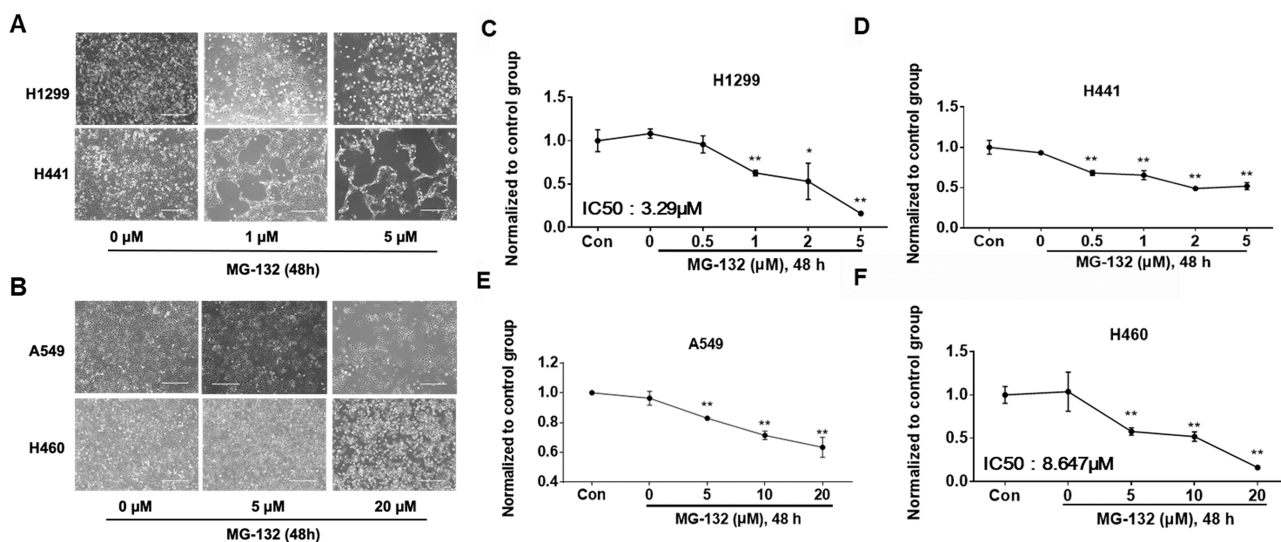 A
H1299
H441
0 µM
1 µM
5 µM
MG-132 (48h)
B
A549
H460
0 µM
5 µM
20 µM
MG-132 (48h)
C
H1299
Normalized to control group
1.5
1.0
0.5
0.0
**
*
**
IC50：3.29µM
Con
0
0.5
1
2
5
MG-132 (µM), 48 h
D
H441
Normalized to control group
1.5
1.0
0.5
0.0
**
**
**
**
Con
0
0.5
1
2
5
MG-132 (µM), 48 h
E
A549
Normalized to control group
1.2
1.0
0.8
0.6
0.4
**
**
**
Con
0
5
10
20
MG-132 (µM), 48 h
F
H460
Normalized to control group
1.5
1.0
0.5
0.0
**
**
**
IC50：8.647µM
Con
0
5
10
20
MG-132 (µM), 48 h